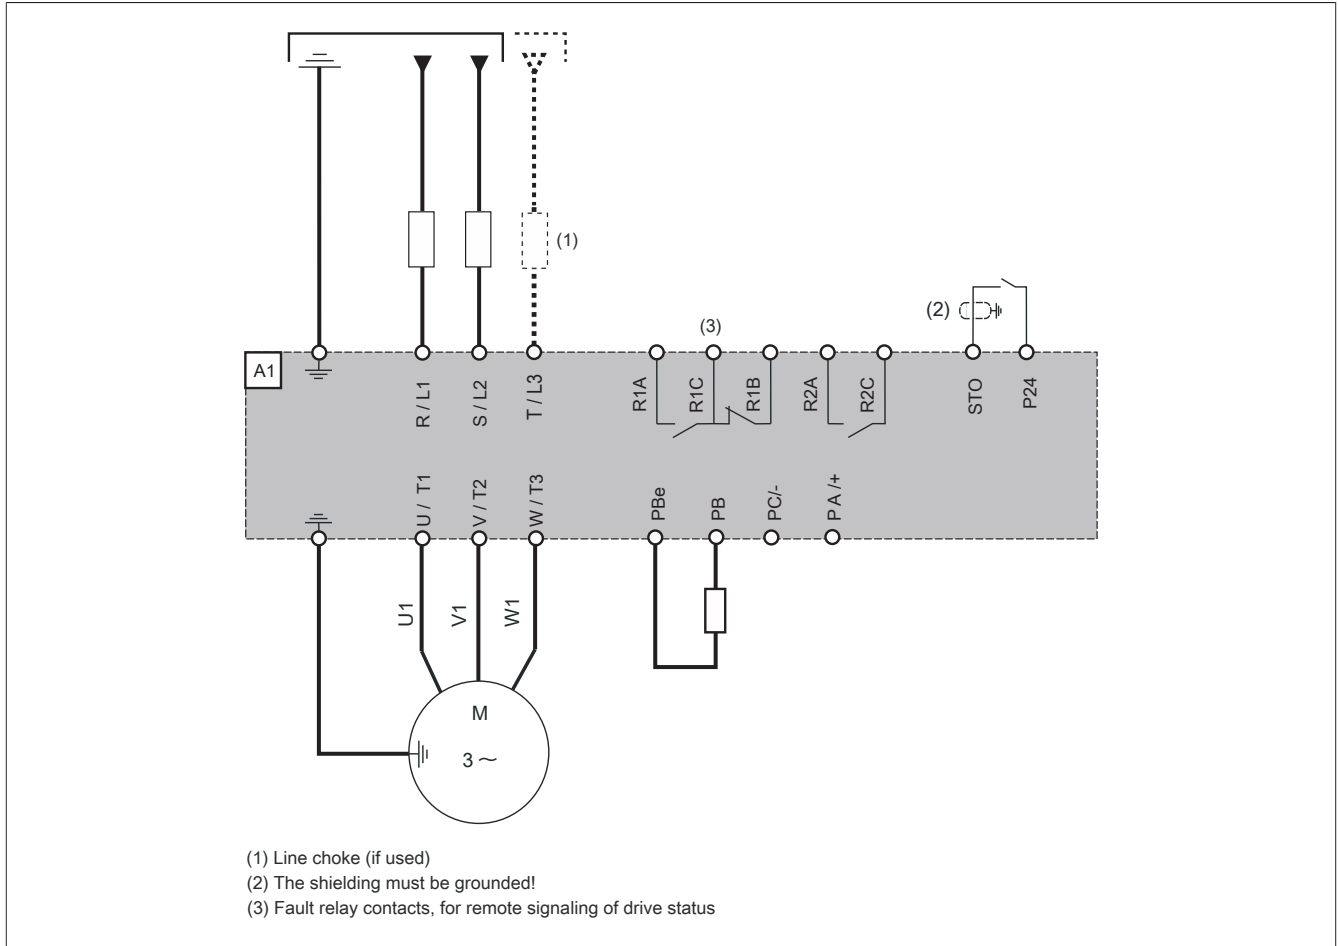 (1)
(2)
(3)
A1
R / L1
S / L2
T / L3
R1A
R1C
R1B
R2A
R2C
STO
P24
U / T1
V / T2
W / T3
PBe
PB
PC/-
P A /+
U1
V1
W1
M
3 ~
(1) Line choke (if used)
(2) The shielding must be grounded!
(3) Fault relay contacts, for remote signaling of drive status